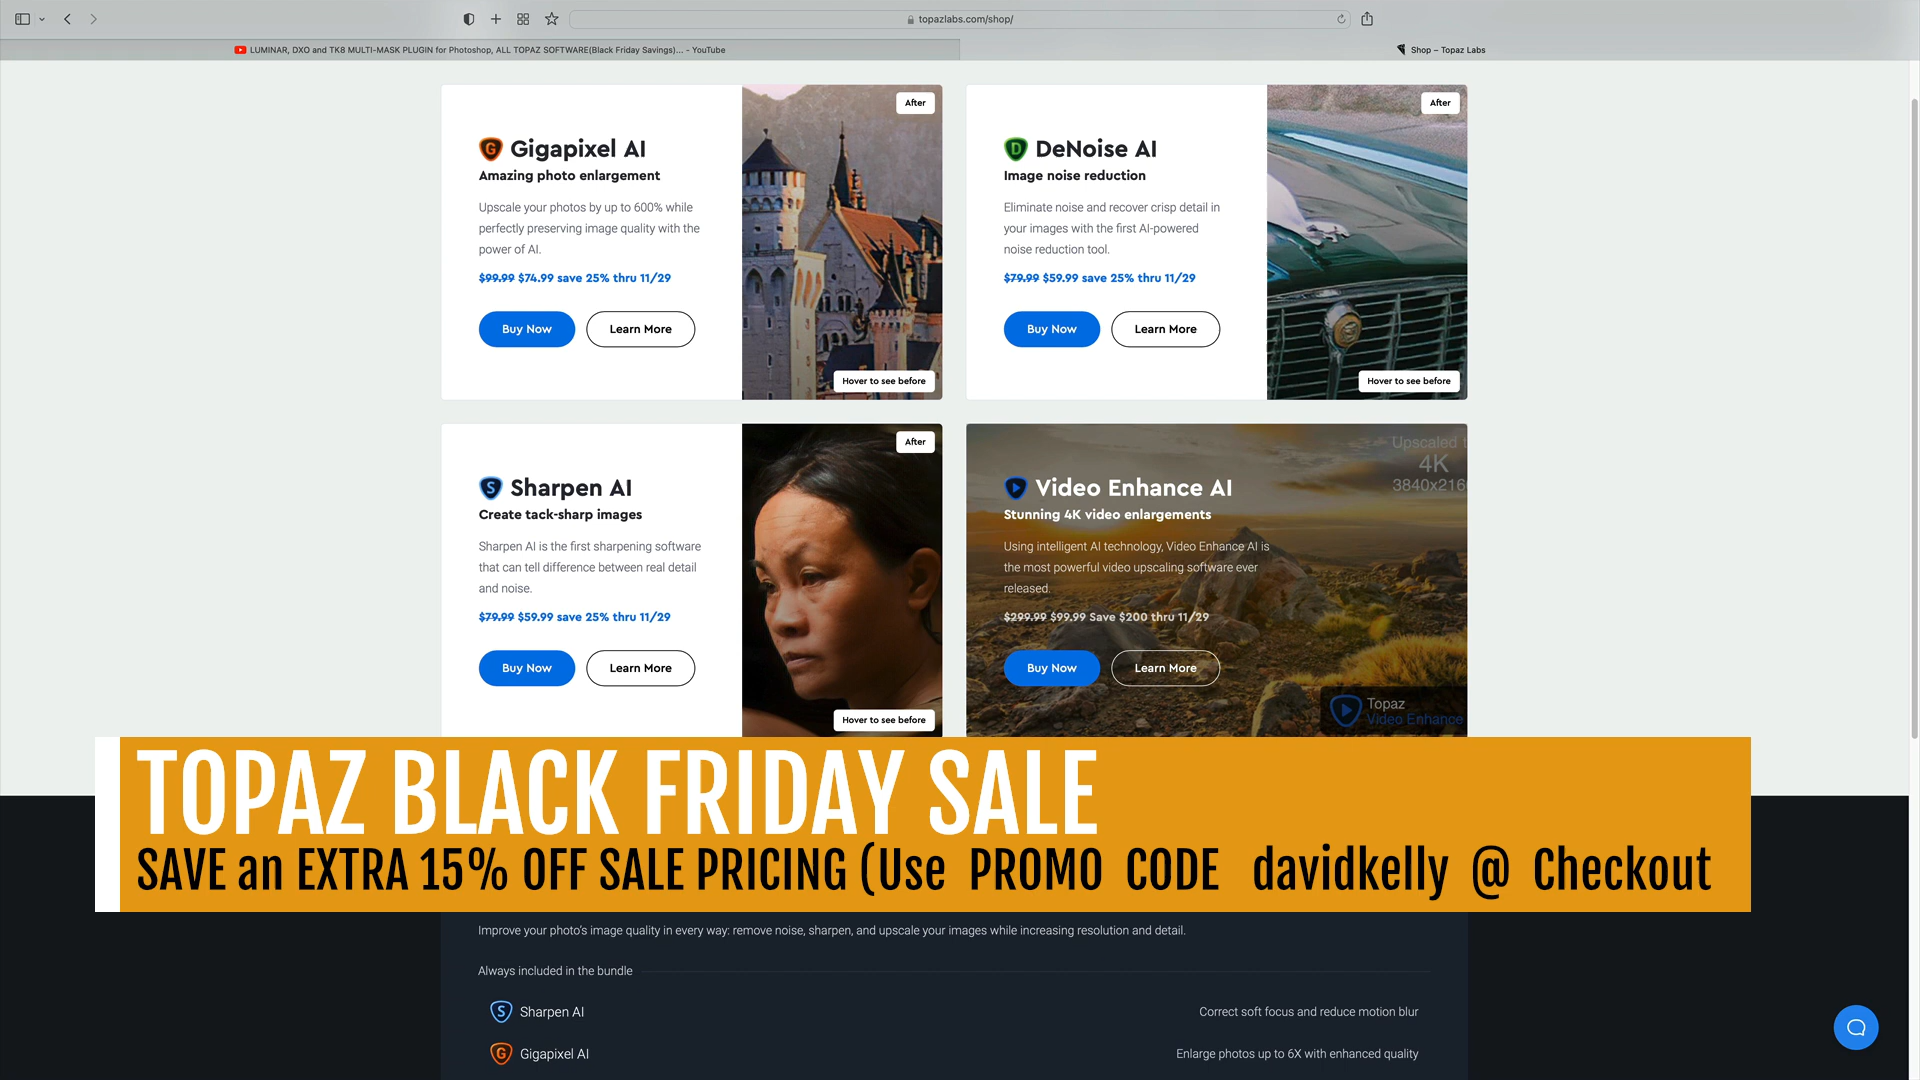 topazlabs.com/shop/
LUMINAR, DXO and TK8 MULTI-MASK PLUGIN for Photoshop, ALL TOPAZ SOFTWARE(Black Friday Savings)... - YouTube
Shop – Topaz Labs
After
G Gigapixel AI
Amazing photo enlargement
Upscale your photos by up to 600% while
perfectly preserving image quality with the
power of AI.
$99.99 $74.99 save 25% thru 11/29
Buy Now
Learn More
Hover to see before
After
D DeNoise AI
Image noise reduction
Eliminate noise and recover crisp detail in
your images with the first AI-powered
noise reduction tool.
$79.99 $59.99 save 25% thru 11/29
Buy Now
Learn More
Hover to see before
After
S Sharpen AI
Create tack-sharp images
Sharpen AI is the first sharpening software
that can tell difference between real detail
and noise.
$79.99 $59.99 save 25% thru 11/29
Buy Now
Learn More
Hover to see before
Upscaled
4K
3840x216
Video Enhance AI
Stunning 4K video enlargements
Using intelligent AI technology, Video Enhance AI is
the most powerful video upscaling software ever
released.
$299.99 $99.99 Save $200 thru 11/29
Buy Now
Learn More
Topaz
Video Enhance
TOPAZ BLACK FRIDAY SALE
SAVE an EXTRA 15% OFF SALE PRICING (Use PROMO CODE davidkelly @ Checkout
Improve your photo's image quality in every way: remove noise, sharpen, and upscale your images while increasing resolution and detail.
Always included in the bundle
S Sharpen AI
Correct soft focus and reduce motion blur
G Gigapixel AI
Enlarge photos up to 6X with enhanced quality